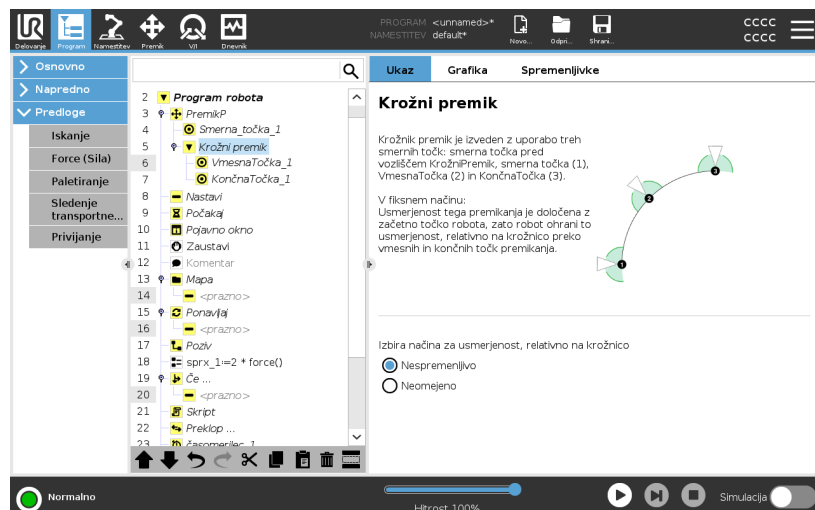 PROGRAM <unnamed>*
NAMESTITEV default*
UR
Delovanje Program Namestitev Premik V/I Dnevnik Novo... Odpri... Shrani...
CCCC
CCCC
Osnovno
Napredno
Predloge
Iskanje
Force (Sila)
Paletiranje
Sledenje
transportne...
Privijanje
2 Program robota
3 PremikP
4 Smerna_točka_1
5 Krožni premik
6 VmesnaTočka_1
7 KončnaTočka_1
8 Nastavi
9 Počakaj
10 Pojavno okno
11 Zaustavi
12 Komentar
13 Mapa
14 <prazno>
15 Ponavljaj
16 <prazno>
17 Poziv
18 sprx_1:=2 * force()
19 Če ...
20 <prazno>
21 Skript
22 Preklop ...
23 časomerilec_1
Ukaz Grafika Spremenljivke
Krožni premik
Krožnik premik je izveden z uporabo treh
smernih točk: smerna točka pred
vozliščem KrožniPremik, smerna točka (1),
VmesnaTočka (2) in KončnaTočka (3).
V fiksnem načinu:
Usmerjenost tega premikanja je določena z
začetno točko robota, zato robot ohrani to
usmerjenost, relativno na krožnico preko
vmesnih in končnih točk premikanja.
3
2
1
Izbira načina za usmerjenost, relativno na krožnico
Nespremenljivo
Neomejeno
Normalno
Hitrost 100%
Simulacija